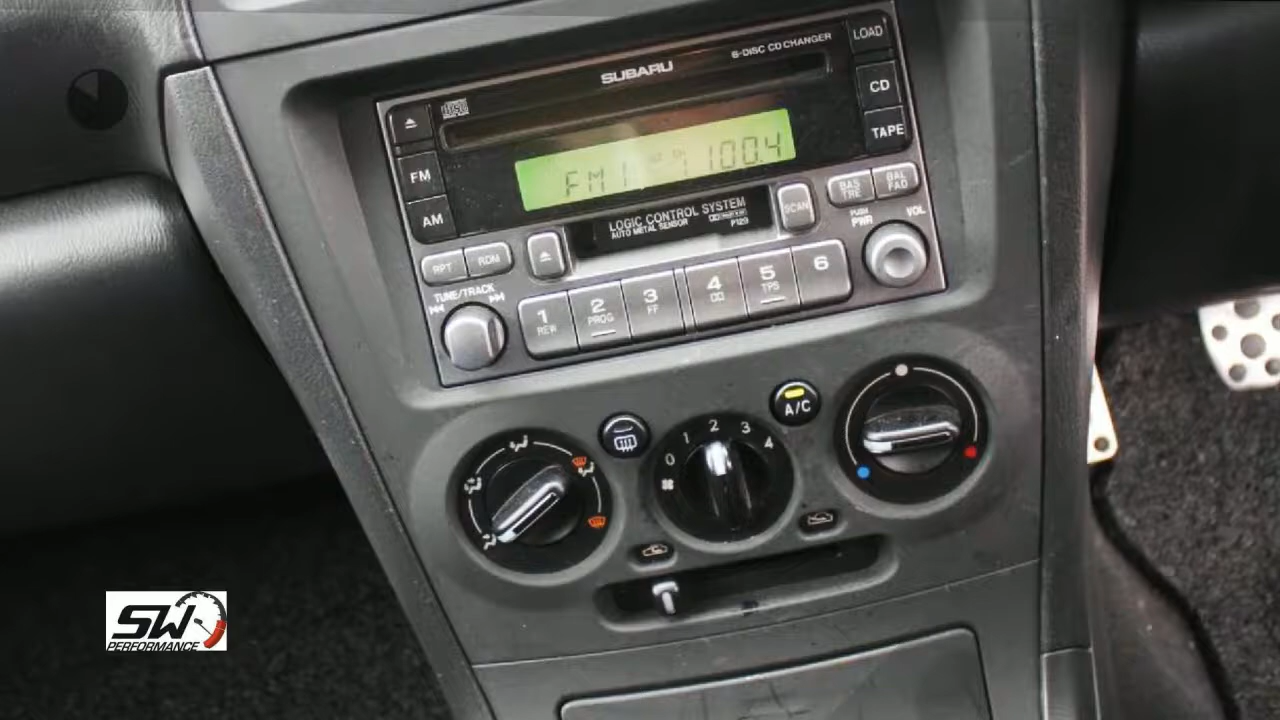 6-DISC CD CHANGER
LOAD
SUBARU
CD
TAPE
FM
AM
FM 1 100.4
LOGIC CONTROL SYSTEM
AUTO METAL SENSOR
P129
SCAN
BAS
TRE
BAL
FAD
PUSH
PWR
VOL
RPT
RDM
TUNE/TRACK
1
REW
2
PROG
3
FF
4
5
TPS
6
A/C
0
1
2
3
4
SW
PERFORMANCE